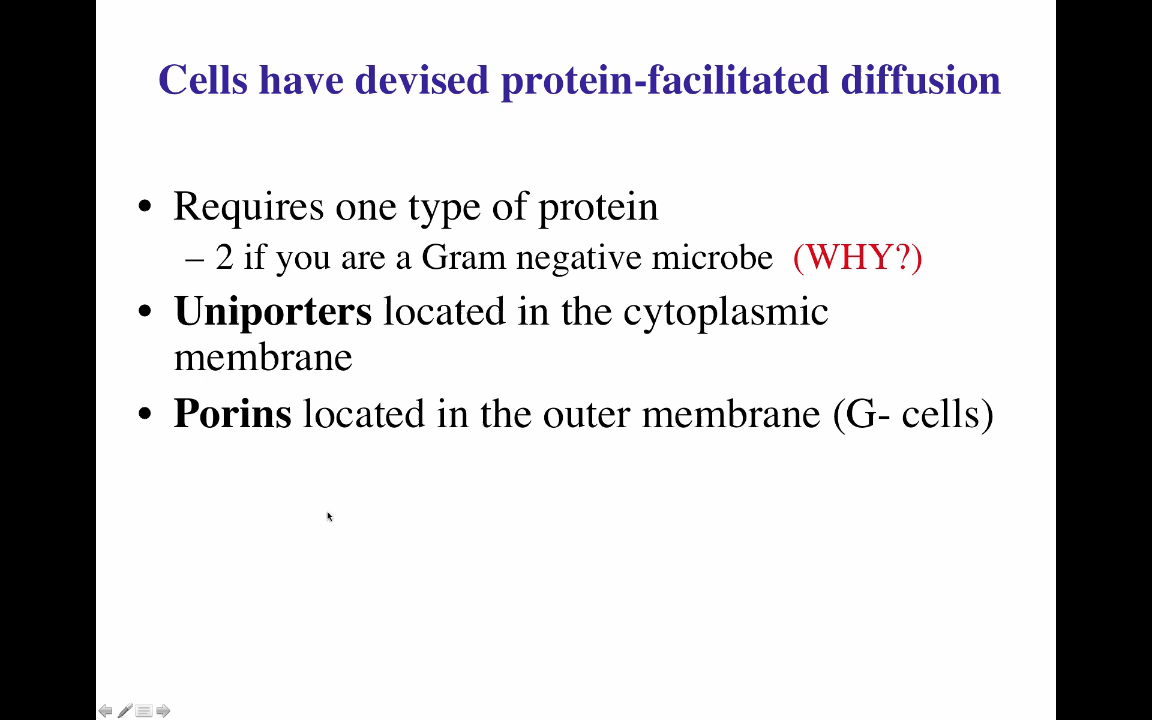 Cells have devised protein-facilitated diffusion
• Requires one type of protein
– 2 if you are a Gram negative microbe (WHY?)
• Uniporters located in the cytoplasmic
membrane
• Porins located in the outer membrane (G- cells)